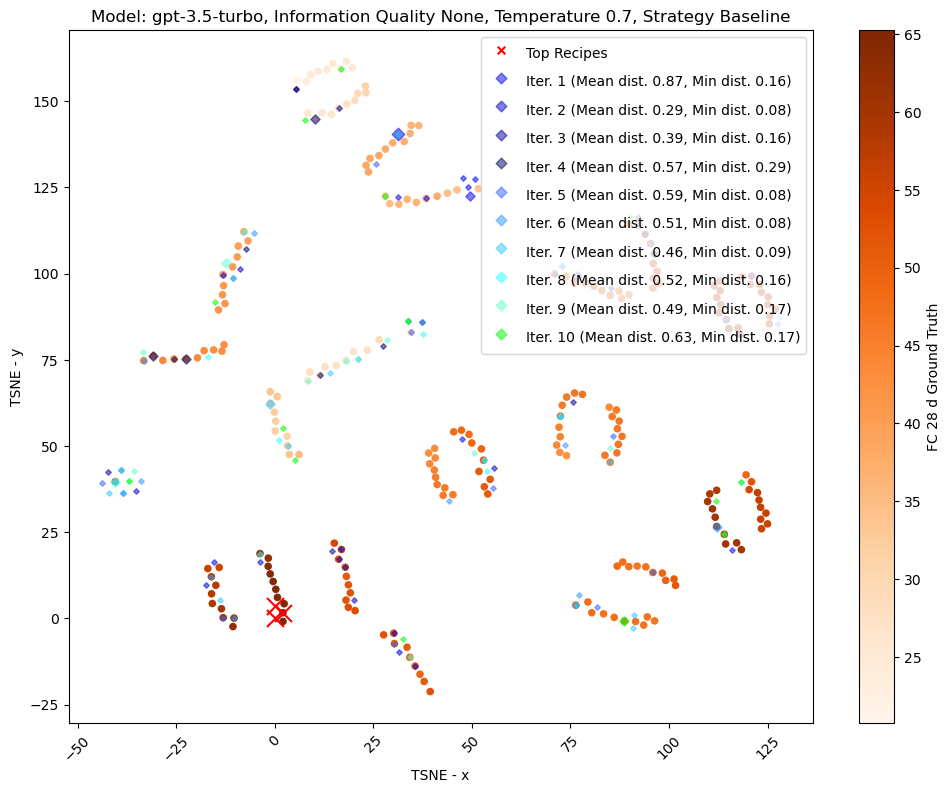 Model: gpt-3.5-turbo, Information Quality None, Temperature 0.7, Strategy Baseline
Top Recipes
Iter. 1 (Mean dist. 0.87, Min dist. 0.16)
Iter. 2 (Mean dist. 0.29, Min dist. 0.08)
Iter. 3 (Mean dist. 0.39, Min dist. 0.16)
Iter. 4 (Mean dist. 0.57, Min dist. 0.29)
Iter. 5 (Mean dist. 0.59, Min dist. 0.08)
Iter. 6 (Mean dist. 0.51, Min dist. 0.08)
Iter. 7 (Mean dist. 0.46, Min dist. 0.09)
Iter. 8 (Mean dist. 0.52, Min dist. 0.16)
Iter. 9 (Mean dist. 0.49, Min dist. 0.17)
Iter. 10 (Mean dist. 0.63, Min dist. 0.17)
TSNE - y
150
125
100
75
50
25
0
−25
−50
−25
0
25
50
75
100
125
TSNE - x
65
60
55
50
45
40
35
30
25
FC 28 d Ground Truth